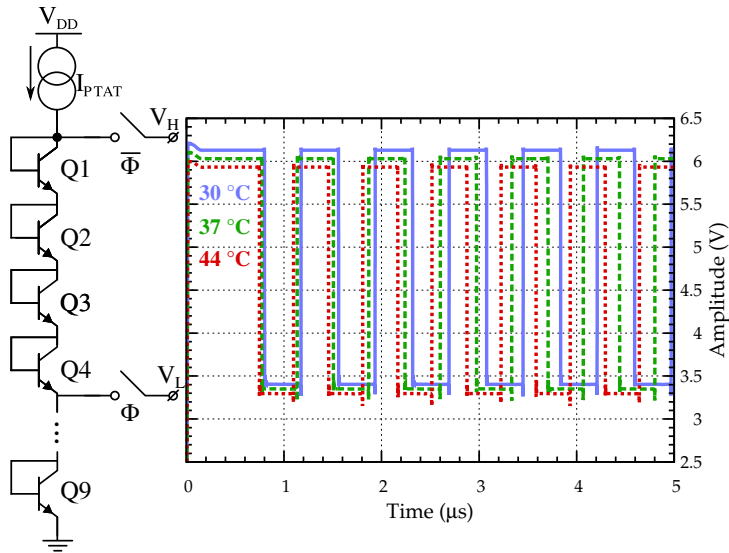 V_DD
I_PTAT
V_H
Φ̅
Q1
Q2
Q3
Q4
V_L
Φ
⋮
Q9
30 °C
37 °C
44 °C
6.5
6
5.5
5
4.5
4
3.5
3
2.5
Amplitude (V)
0 1 2 3 4 5
Time (µs)